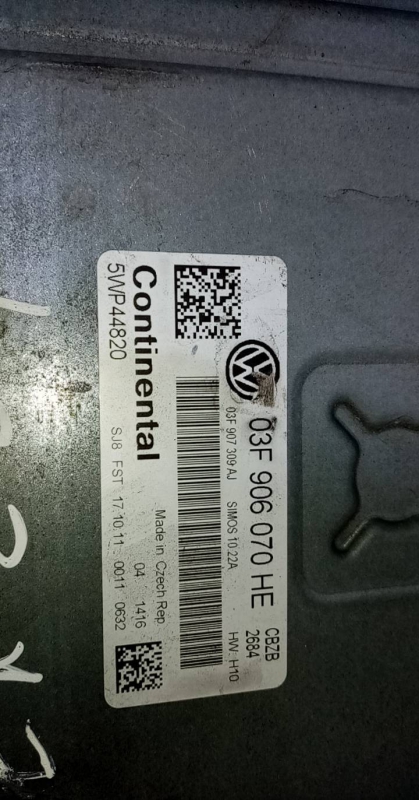 03F 906 070 HE
CBZB
2684
03F 907 309 AJ SIMOS 10.22A HW: H10
Continental
5WP44820
Made in Czech Rep
04 1416
SJ8 FST 17.10.11 0011 0632